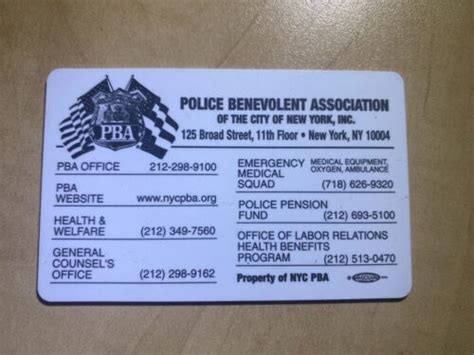 PBA
POLICE BENEVOLENT ASSOCIATION
OF THE CITY OF NEW YORK, INC.
125 Broad Street, 11th Floor • New York, NY 10004
PBA OFFICE 212-298-9100
PBA
WEBSITE www.nycpba.org
HEALTH &
WELFARE (212) 349-7560
GENERAL
COUNSEL'S
OFFICE (212) 298-9162
EMERGENCY MEDICAL EQUIPMENT,
MEDICAL OXYGEN, AMBULANCE
SQUAD (718) 626-9320
POLICE PENSION
FUND (212) 693-5100
OFFICE OF LABOR RELATIONS
HEALTH BENEFITS
PROGRAM (212) 513-0470
Property of NYC PBA